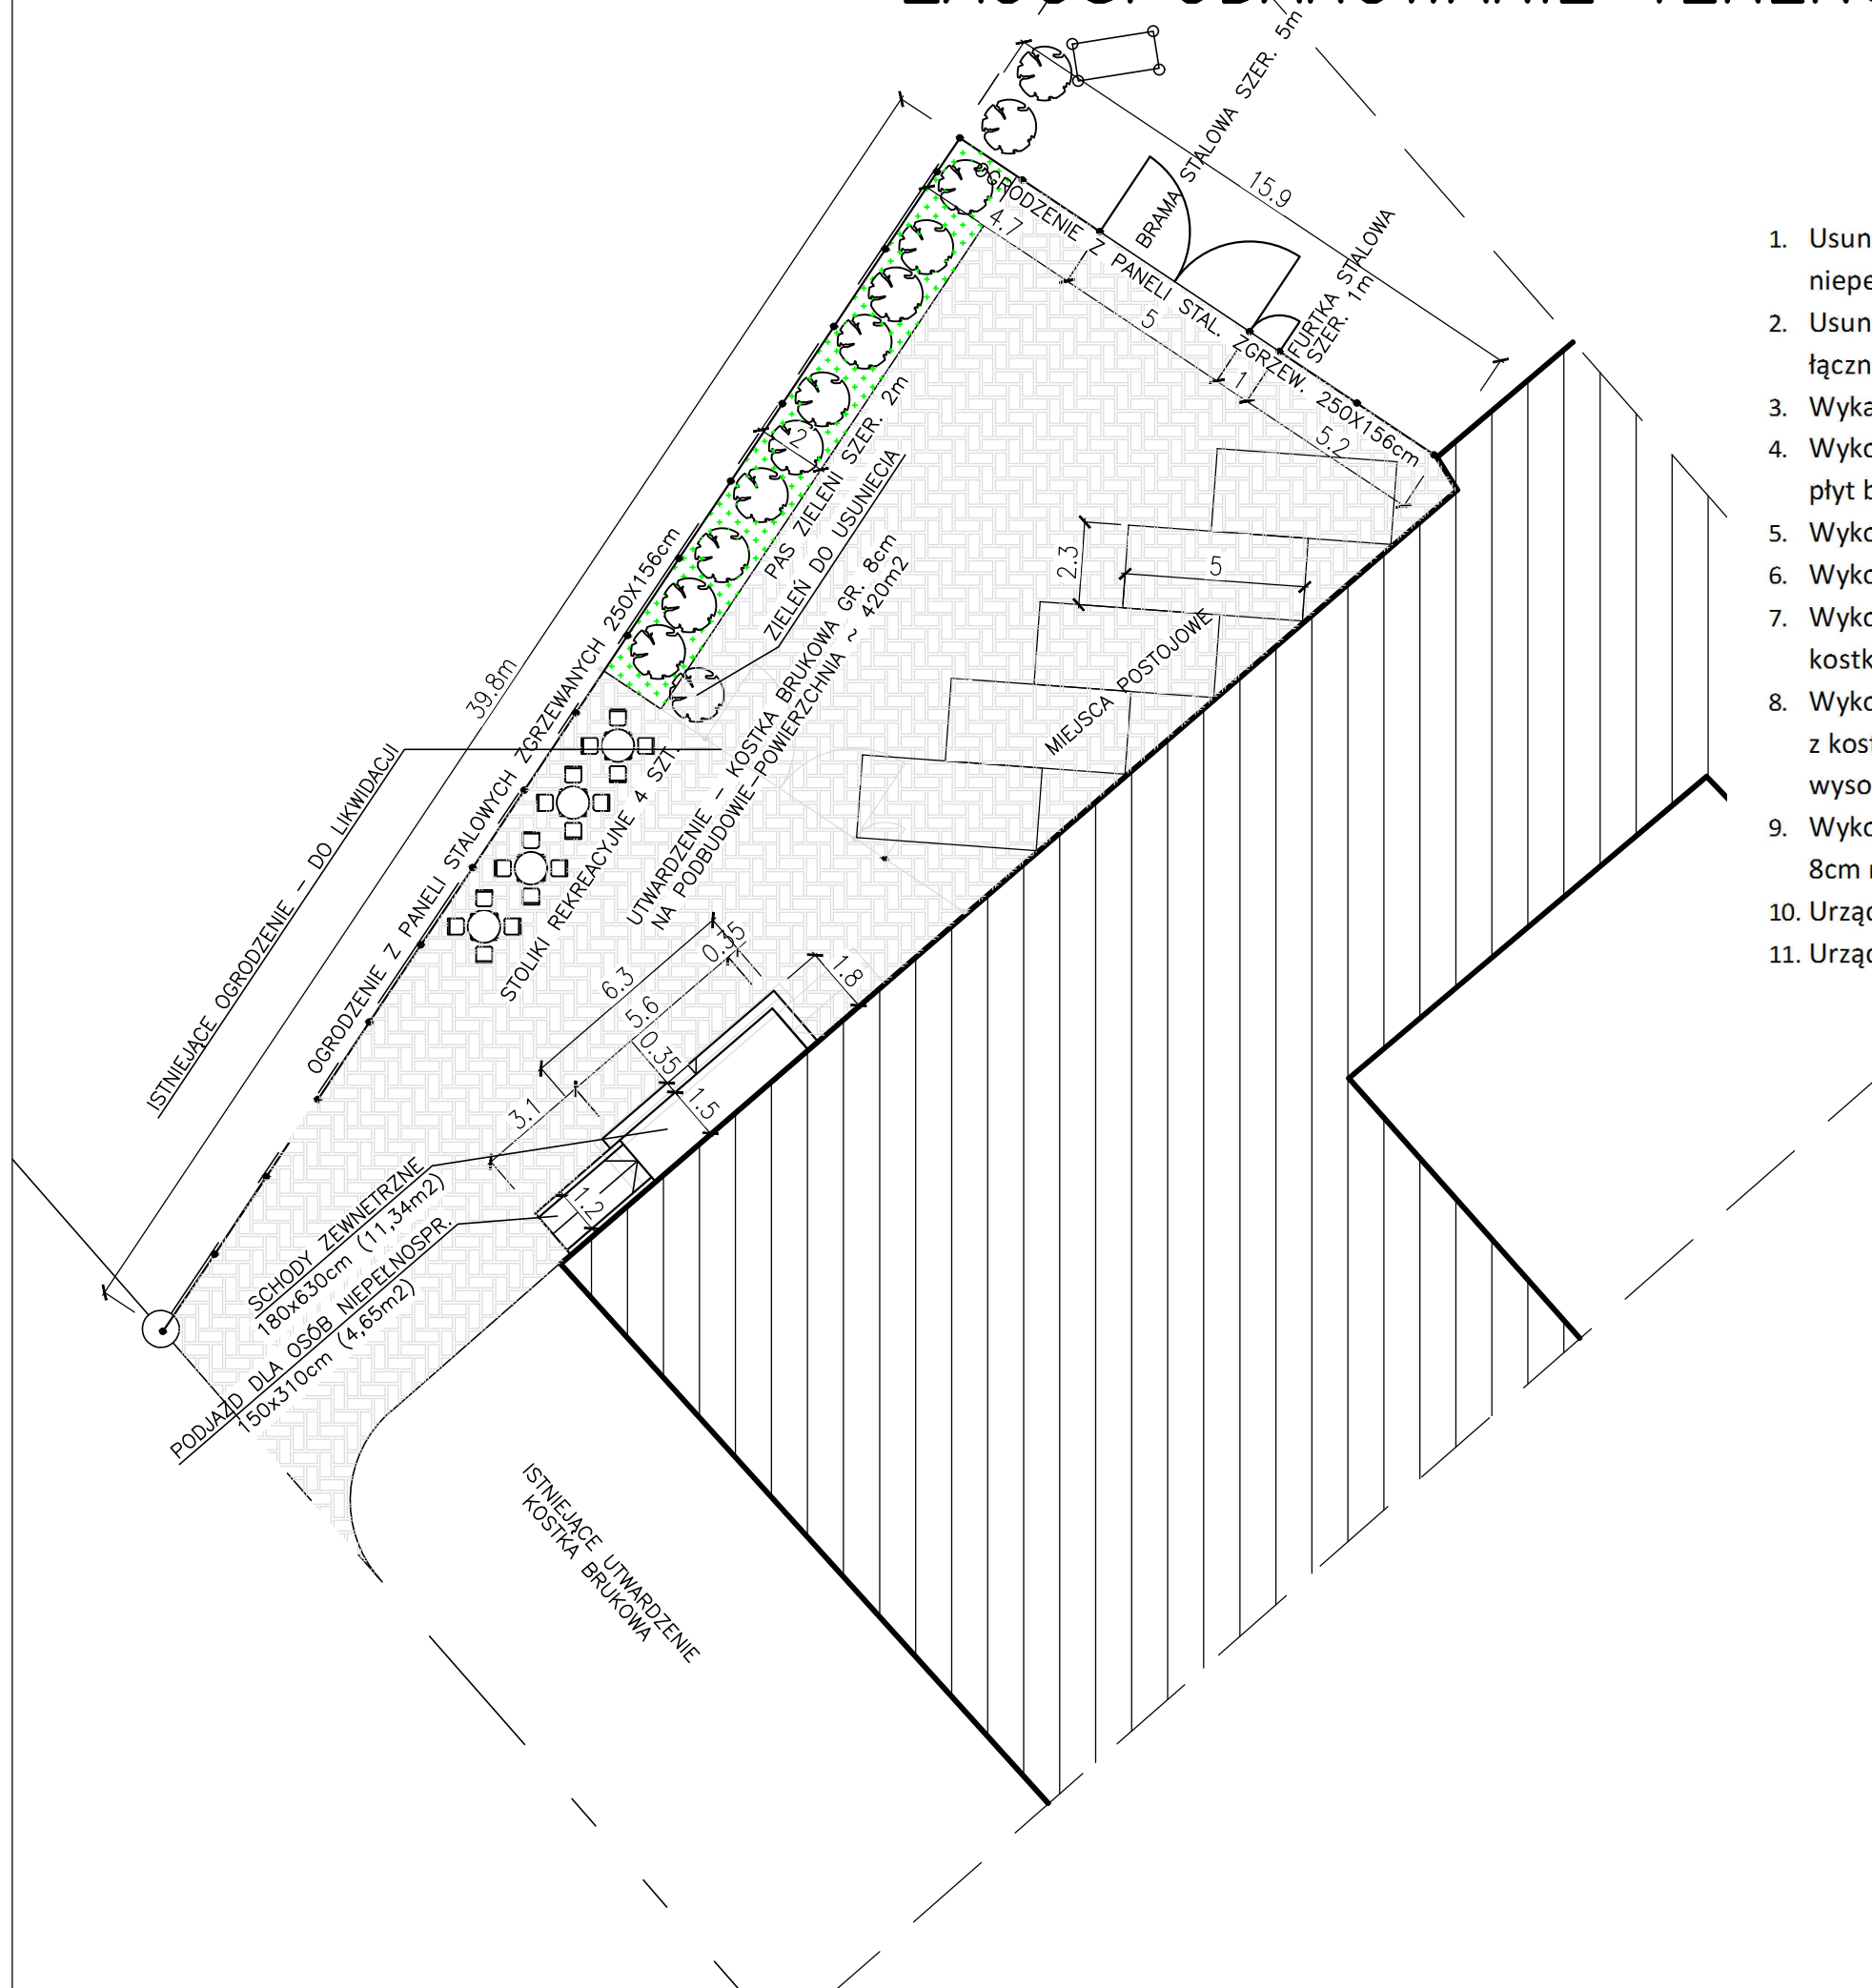 BRAMA STALOWA SZER. 5m
15.9
FURTKA STALOWA
SZER. 1m
OGRODZENIE Z PANELI STAL. ZGRZEW. 250X156cm
4.7
5
1
5.2
2
PAS ZIELENI SZER. 2m
ZIELEŃ DO USUNIECIA
2.3
5
MIEJSCA POSTOJOWE
39.8m
OGRODZENIE Z PANELI STALOWYCH ZGRZEWANYCH 250X156cm
ISTNIEJĄCE OGRODZENIE – DO LIKWIDACJI
STOLIKI REKREACYJNE 4 SZT.
UTWARDZENIE – KOSTKA BRUKOWA GR. 8cm
NA PODBUDOWIE–POWIERZCHNIA ~ 420m2
6.3
0.35
5.6
1.8
0.35
1.5
3.1
1.2
SCHODY ZEWNETRZNE
180x630cm (11,34m2)
PODJAZD DLA OSÓB NIEPEŁNOSPR.
150x310cm (4,65m2)
ISTNIEJĄCE UTWARDZENIE
KOSTKA BRUKOWA
1. Usun
niepe
2. Usun
łączn
3. Wyka
4. Wyko
płyt b
5. Wyko
6. Wyko
7. Wyko
kostk
8. Wyko
z kost
wyso
9. Wyko
8cm
10. Urząd
11. Urząd